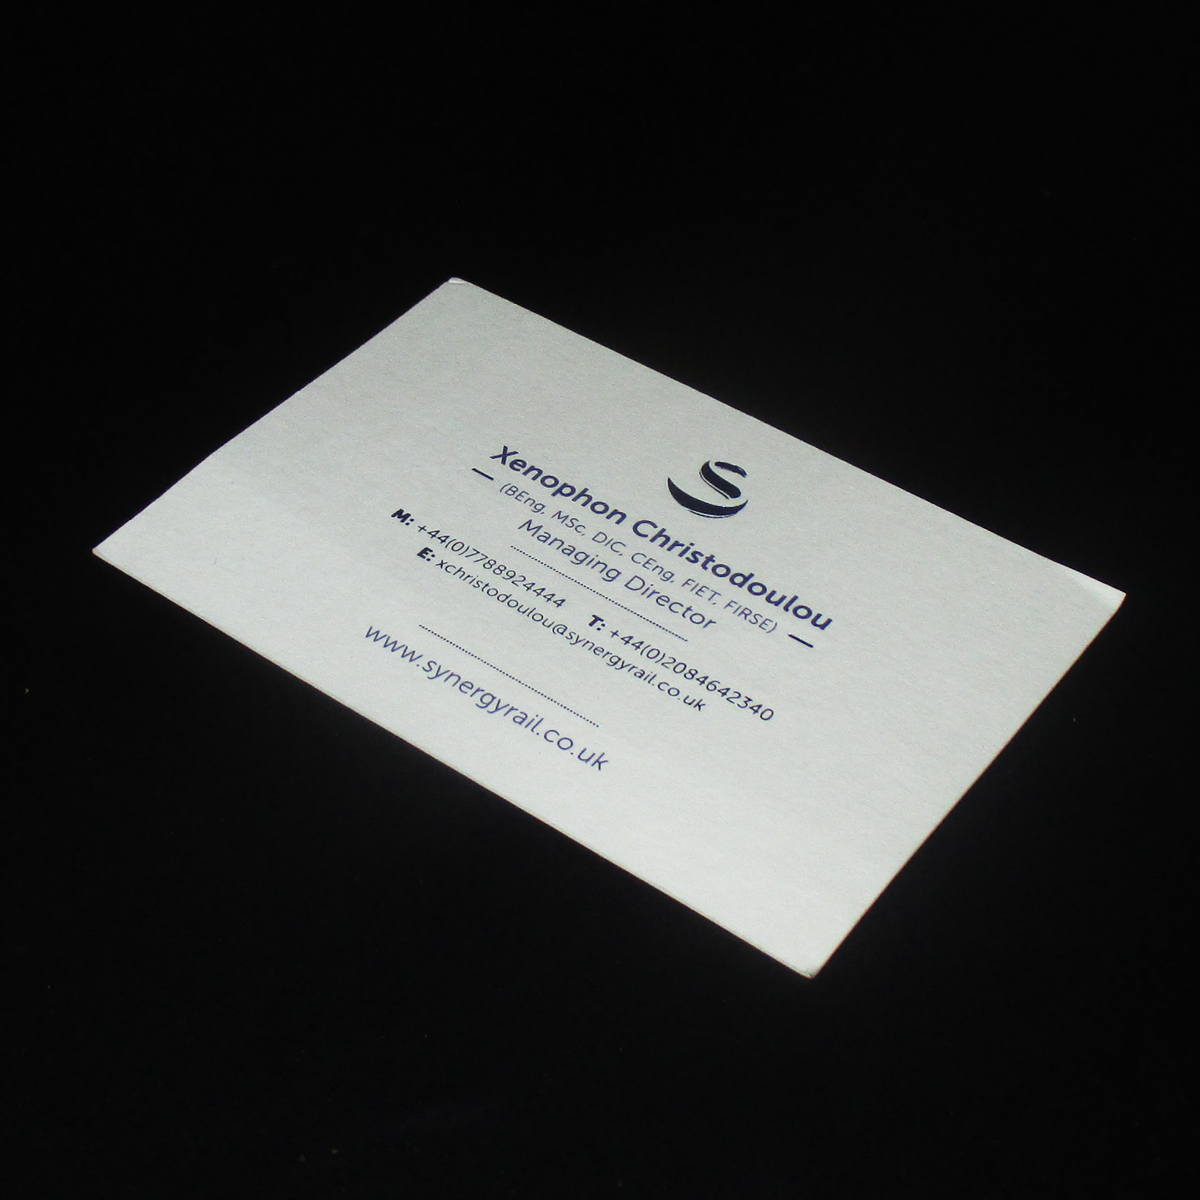 Xenophon Christodoulou
(BEng, MSc, DIC, CEng, FIET, FIRSE)
Managing Director
M: +44(0)7788924444 T: +44(0)2084642340
E: xchristodoulou@synergyrail.co.uk
www.synergyrail.co.uk